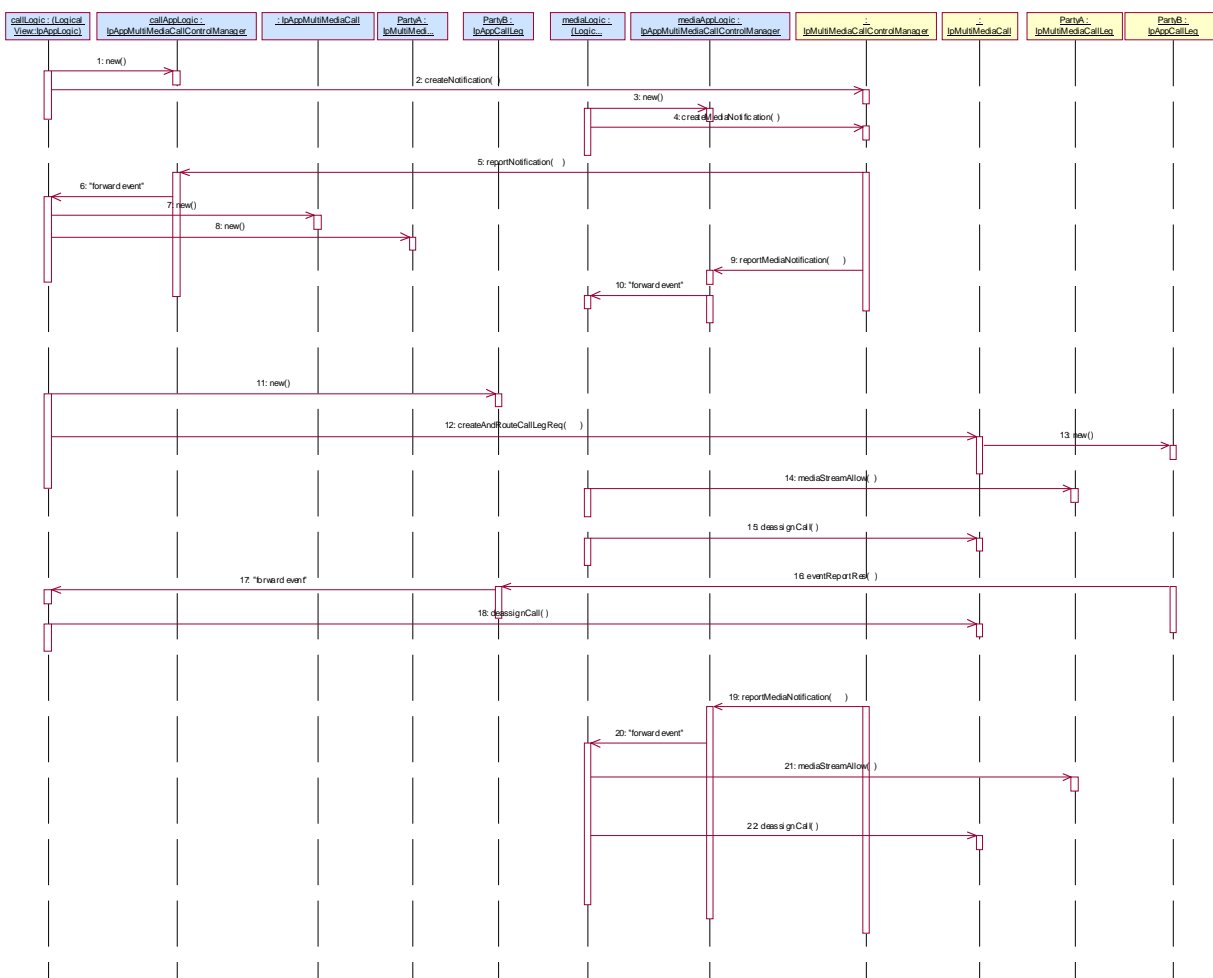 callLogic : (Logical
View::IpAppLogic)
callAppLogic :
IpAppMultiMediaCallControlManager
: IpAppMultiMediaCall
PartyA :
IpMultiMedi...
PartyB :
IpAppCallLeg
mediaLogic :
(Logic...
mediaAppLogic :
IpAppMultiMediaCallControlManager
:
IpMultiMediaCallControlManager
:
IpMultiMediaCall
PartyA :
IpMultiMediaCallLeg
PartyB :
IpAppCallLeg
1: new()
2: createNotification( )
3: new()
4: createMediaNotification( )
5: reportNotification( )
6: "forward event"
7: new()
8: new()
9: reportMediaNotification( )
10: "forward event"
11: new()
12: createAndRouteCallLegReq( )
13: new()
14: mediaStreamAllow( )
15: deassignCall( )
16: eventReportRes( )
17: "forward event"
18: deassignCall( )
19: reportMediaNotification( )
20: "forward event"
21: mediaStreamAllow( )
22: deassignCall( )